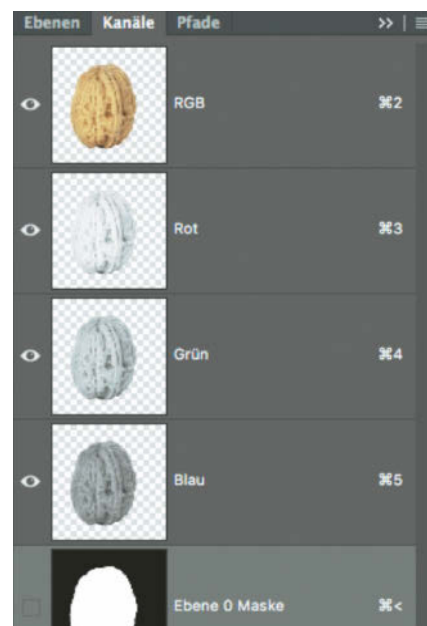 Ebenen Kanäle Pfade >> | ≡
RGB ⌘2
Rot ⌘3
Grün ⌘4
Blau ⌘5
Ebene 0 Maske ⌘<